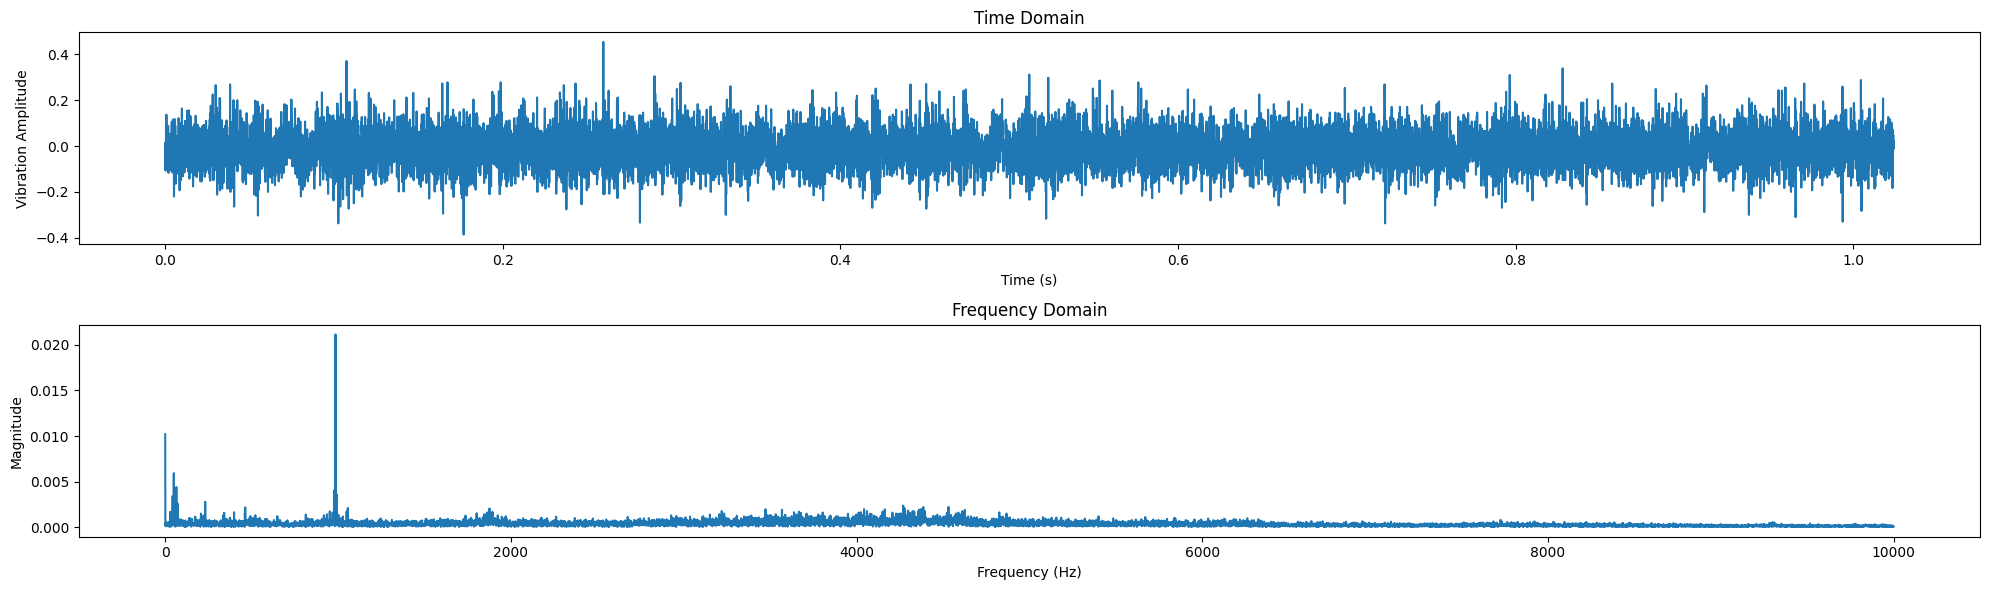 Time Domain
Vibration Amplitude
0.4
0.2
0.0
−0.2
−0.4
0.0 0.2 0.4 0.6 0.8 1.0
Time (s)
Frequency Domain
Magnitude
0.020
0.015
0.010
0.005
0.000
0 2000 4000 6000 8000 10000
Frequency (Hz)